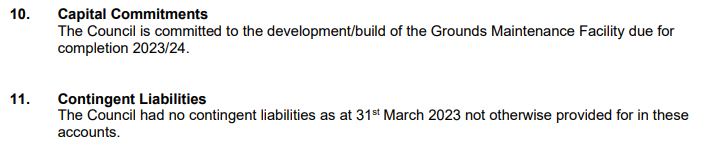 10. Capital Commitments
The Council is committed to the development/build of the Grounds Maintenance Facility due for
completion 2023/24.
11. Contingent Liabilities
The Council had no contingent liabilities as at 31st March 2023 not otherwise provided for in these
accounts.